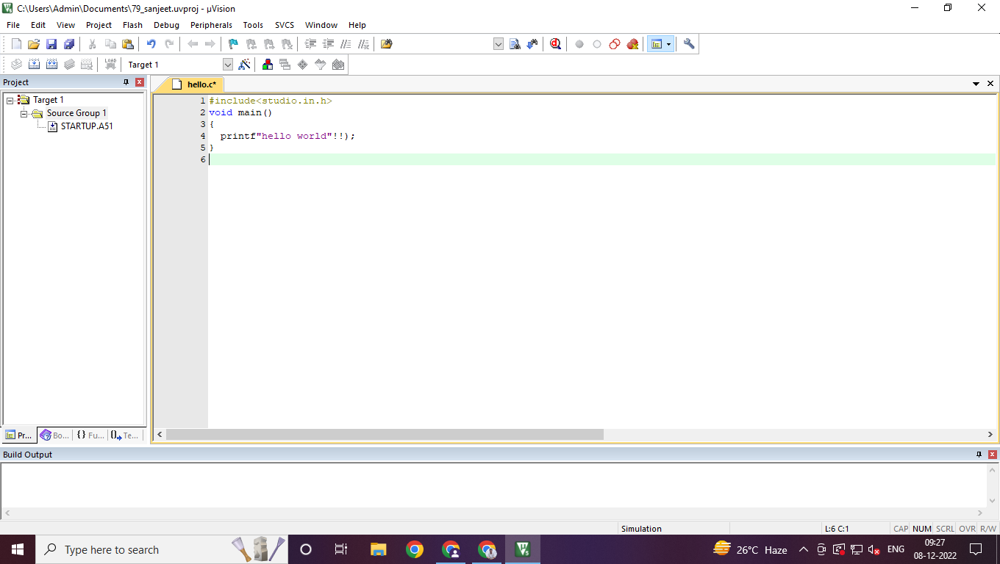 C:\Users\Admin\Documents\79_sanjeet.uvproj - µVision
File Edit View Project Flash Debug Peripherals Tools SVCS Window Help
LOAD Target 1
Project
hello.c*
Target 1
Source Group 1
STARTUP.A51
1 #include<studio.in.h>
2 void main()
3 {
4 printf"hello world"!!);
5 }
6
Pr... Bo... {} Fu... Te...
Build Output
Simulation L:6 C:1 CAP NUM SCRL OVR R/W
Type here to search
26°C Haze ENG
09:27
08-12-2022